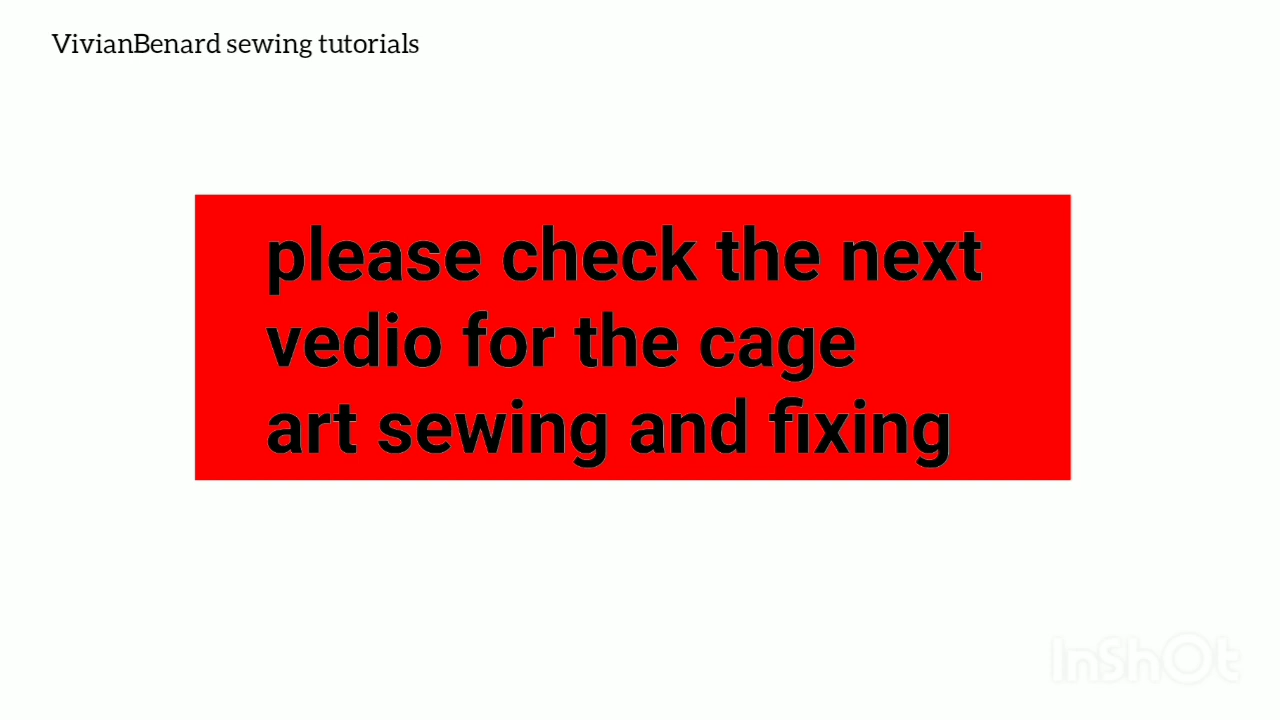 VivianBenard sewing tutorials
please check the next
vedio for the cage
art sewing and fixing
InShOt